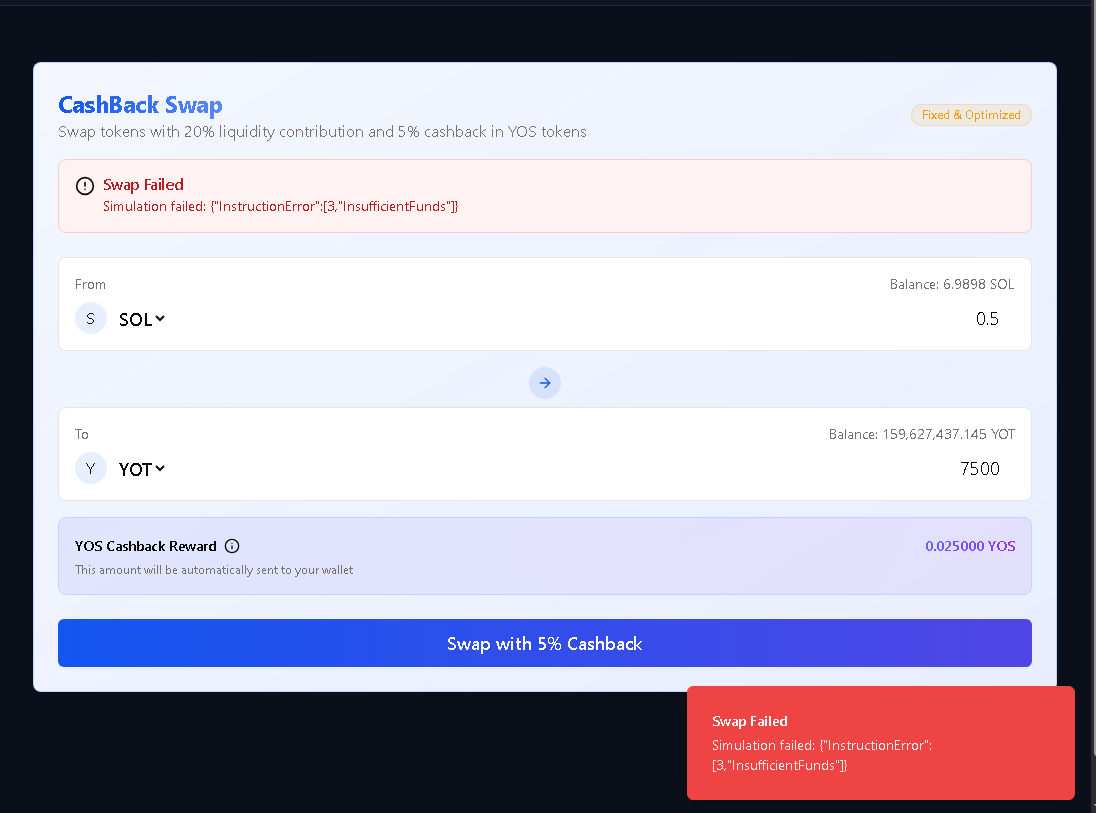 CashBack Swap
Swap tokens with 20% liquidity contribution and 5% cashback in YOS tokens
Fixed & Optimized
Swap Failed
Simulation failed: {"InstructionError":[3,"InsufficientFunds"]}
From
Balance: 6.9898 SOL
S
SOL
0.5
To
Balance: 159,627,437.145 YOT
Y
YOT
7500
YOS Cashback Reward
0.025000 YOS
This amount will be automatically sent to your wallet
Swap with 5% Cashback
Swap Failed
Simulation failed: {"InstructionError":
[3,"InsufficientFunds"]}